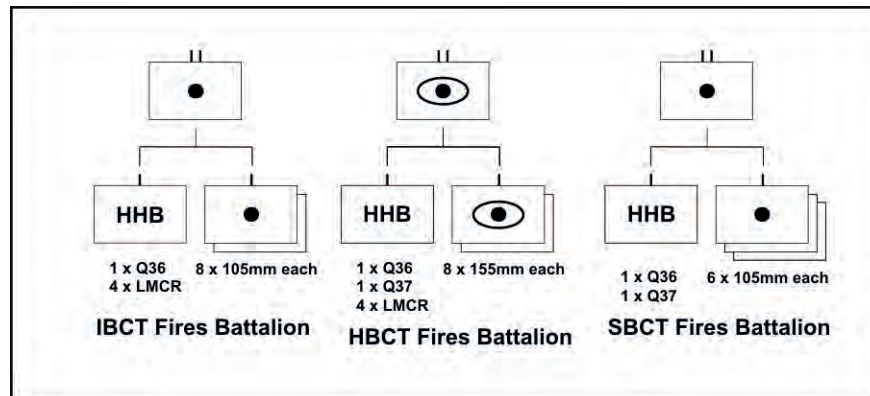 HHB
1 x Q36
4 x LMCR
8 x 105mm each
IBCT Fires Battalion
HHB
1 x Q36
1 x Q37
4 x LMCR
8 x 155mm each
HBCT Fires Battalion
HHB
1 x Q36
1 x Q37
6 x 105mm each
SBCT Fires Battalion